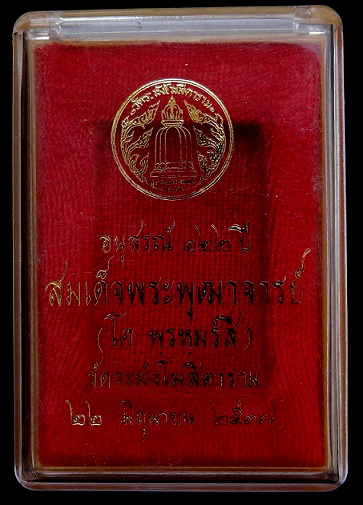 วัดระฆังโฆสิตาราม
อนุสรณ์ ๑๒๒ ปี
สมเด็จพระพุฒาจารย์
(โต พฺรหฺมรํสี)
วัดระฆังโฆสิตาราม
๒๒ มิถุนายน ๒๕๓๗